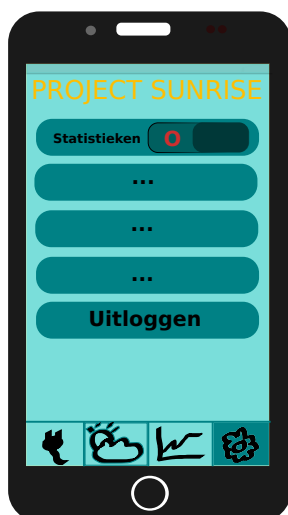 PROJECT SUNRISE
Statistieken O
...
...
...
Uitloggen